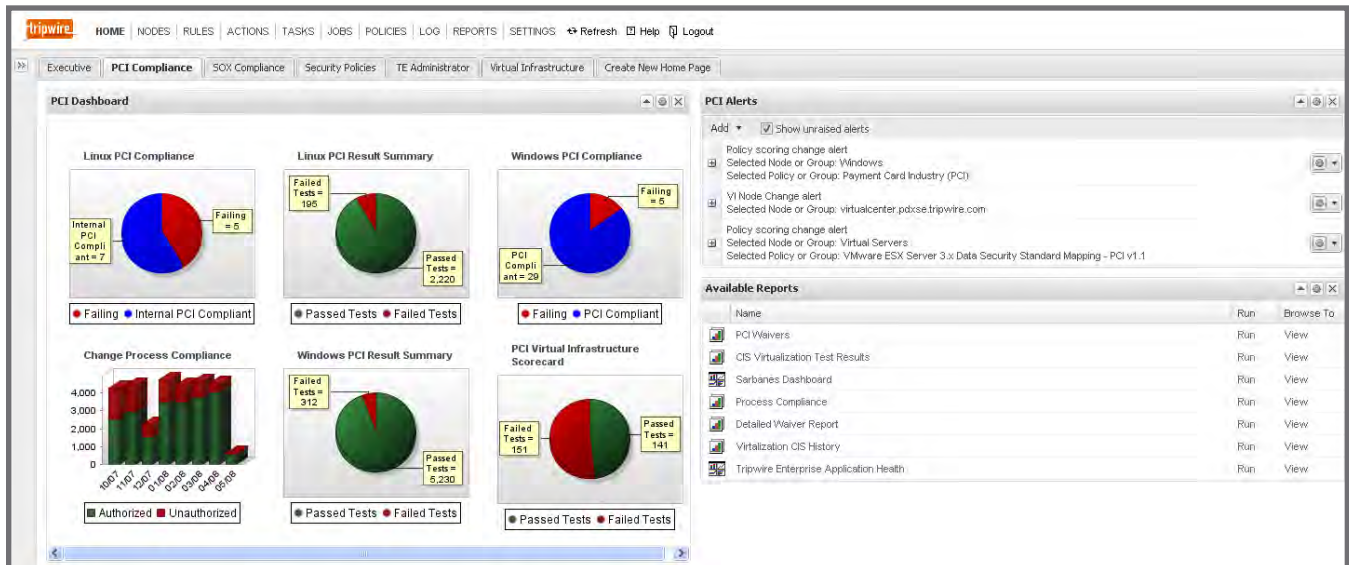 tripwire
HOME | NODES | RULES | ACTIONS | TASKS | JOBS | POLICIES | LOG | REPORTS | SETTINGS Refresh Help Logout
Executive PCI Compliance SOX Compliance Security Policies TE Administrator Virtual Infrastructure Create New Home Page
PCI Dashboard
Linux PCI Compliance
Internal
PCI
Compli
ant = 7
Failing
= 5
Failing Internal PCI Compliant
Linux PCI Result Summary
Failed
Tests =
195
Passed
Tests =
2,220
Passed Tests Failed Tests
Windows PCI Compliance
Failing
= 5
PCI
Compli
ant = 29
Failing PCI Compliant
Change Process Compliance
4,000
3,000
2,000
1,000
0
10/07 11/07 12/07 01/08 02/08 03/08 04/08 05/08
Authorized Unauthorized
Windows PCI Result Summary
Failed
Tests =
312
Passed
Tests =
5,230
Passed Tests Failed Tests
PCI Virtual Infrastructure
Scorecard
Failed
Tests =
151
Passed
Tests =
141
Passed Tests Failed Tests
PCI Alerts
Add Show unraised alerts
Policy scoring change alert
Selected Node or Group: Windows
Selected Policy or Group: Payment Card Industry (PCI)
VI Node Change alert
Selected Node or Group: virtualcenter.pdxse.tripwire.com
Policy scoring change alert
Selected Node or Group: Virtual Servers
Selected Policy or Group: VMware ESX Server 3.x Data Security Standard Mapping - PCI v1.1
Available Reports
Name Run Browse To
PCI Waivers Run View
CIS Virtualization Test Results Run View
Sarbanes Dashboard Run View
Process Compliance Run View
Detailed Waiver Report Run View
Virtalization CIS History Run View
Tripwire Enterprise Application Health Run View